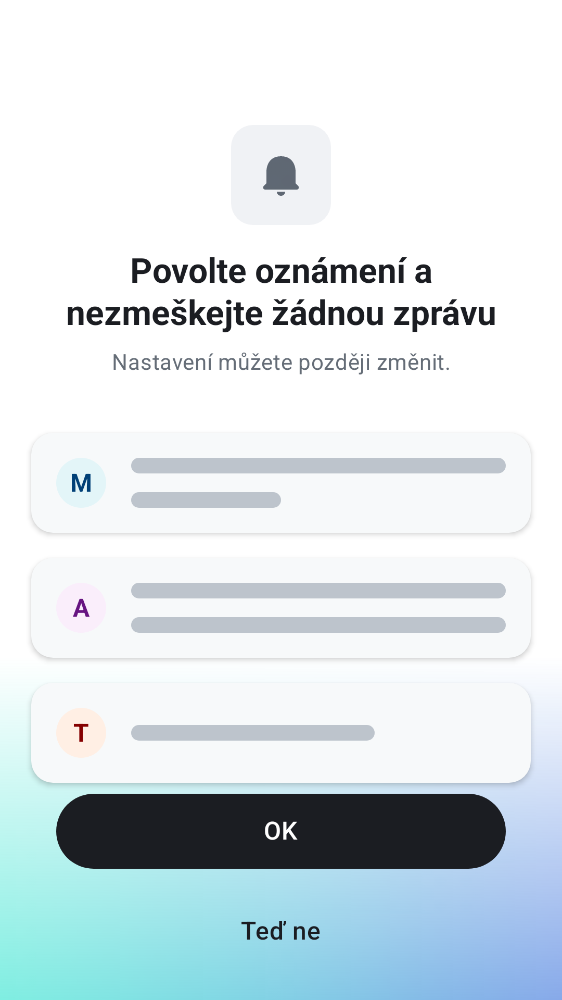 Povolte oznámení a
nezmeškejte žádnou zprávu
Nastavení můžete později změnit.
M
A
T
OK
Teď ne